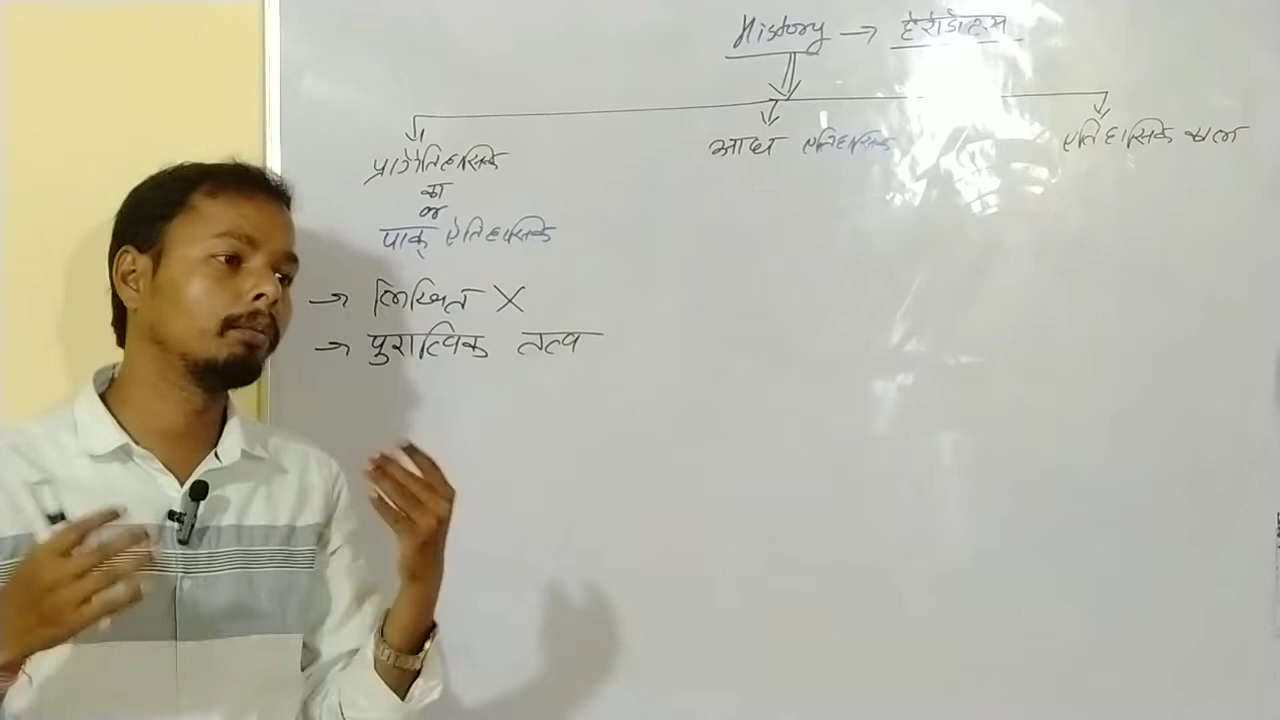 History → हेरोडोटस
प्रागैतिहासिक
का
or
पाक् ऐतिहासिक
आद्य ऐतिहासिक
ऐतिहासिक काल
→ लिखित X
→ पुरात्विक तत्व